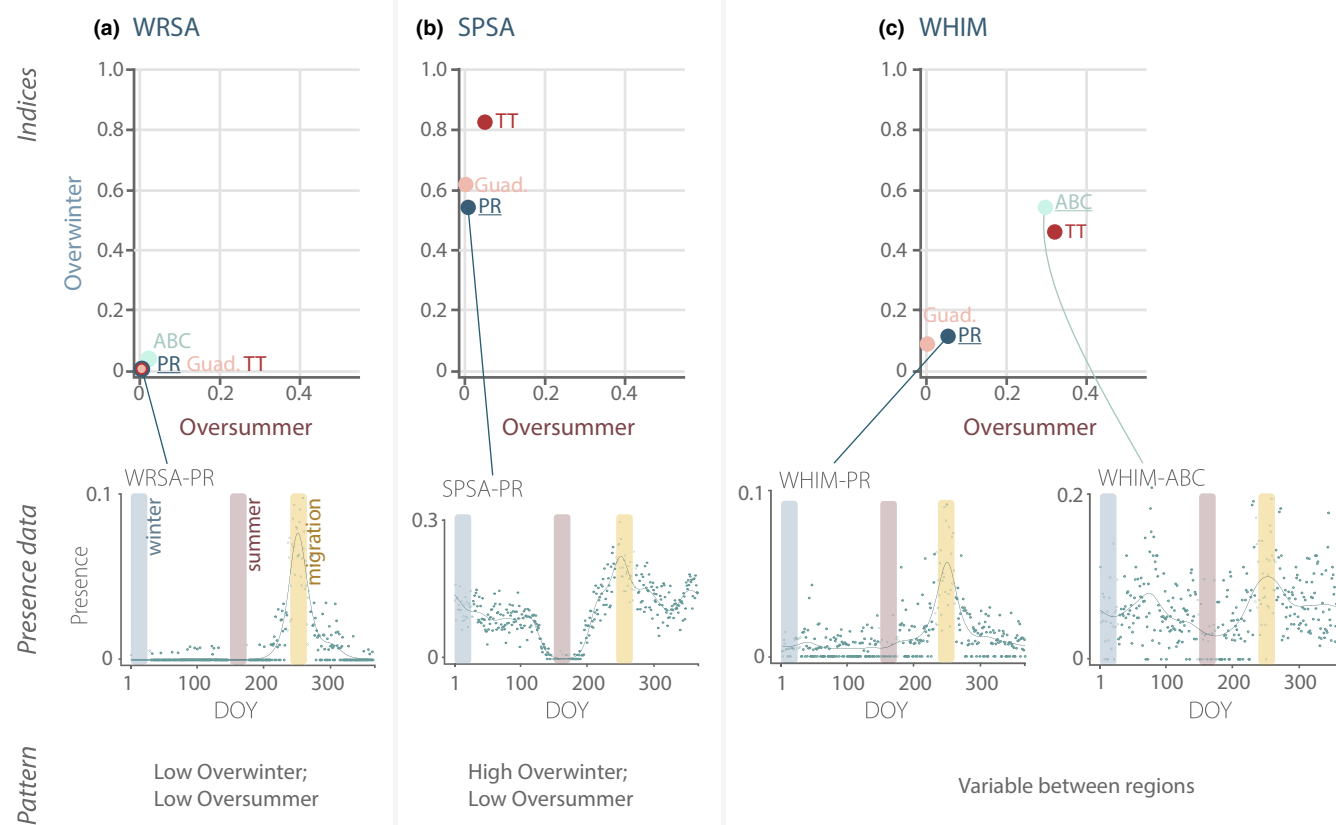 (a) WRSA
(b) SPSA
(c) WHIM
Indices
Overwinter
1.0
0.8
0.6
0.4
0.2
0
ABC
PR Guad. TT
0 0.2 0.4
Oversummer
1.0
0.8
0.6
0.4
0.2
0
TT
Guad.
PR
0 0.2 0.4
Oversummer
1.0
0.8
0.6
0.4
0.2
0
ABC
TT
Guad.
PR
0 0.2 0.4
Oversummer
Presence data
WRSA-PR
Presence
0.1
0
winter
summer
migration
1 100 200 300
DOY
SPSA-PR
0.3
0
1 100 200 300
DOY
WHIM-PR
0.1
0
1 100 200 300
DOY
WHIM-ABC
0.2
0
1 100 200 300
DOY
Pattern
Low Overwinter;
Low Oversummer
High Overwinter;
Low Oversummer
Variable between regions